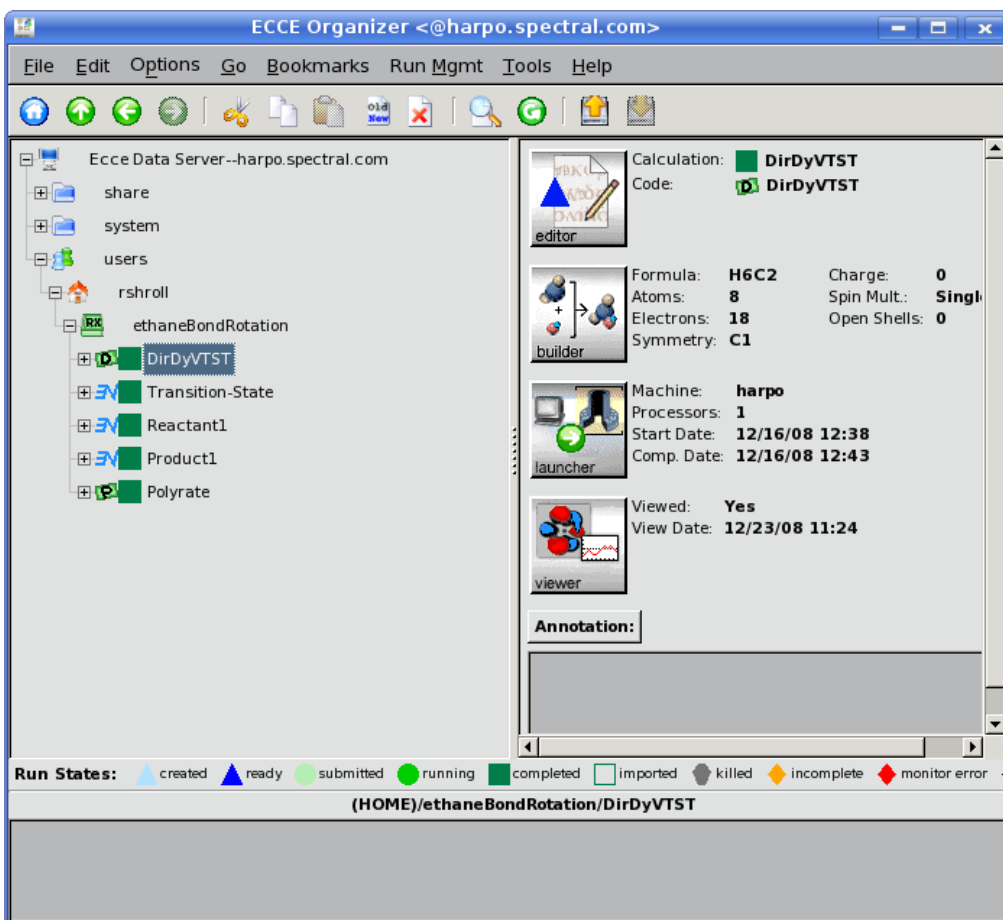 ECCE Organizer <@harpo.spectral.com>
File Edit Options Go Bookmarks Run Mgmt Tools Help
Old
New
G
Ecce Data Server--harpo.spectral.com
share
system
users
rshroll
RX ethaneBondRotation
D DirDyVTST
Transition-State
Reactant1
Product1
P Polyrate
editor
Calculation: DirDyVTST
Code: D DirDyVTST
builder
Formula: H6C2 Charge: 0
Atoms: 8 Spin Mult.: Singl
Electrons: 18 Open Shells: 0
Symmetry: C1
launcher
Machine: harpo
Processors: 1
Start Date: 12/16/08 12:38
Comp. Date: 12/16/08 12:43
viewer
Viewed: Yes
View Date: 12/23/08 11:24
Annotation:
Run States: created ready submitted running completed imported killed incomplete monitor error
(HOME)/ethaneBondRotation/DirDyVTST